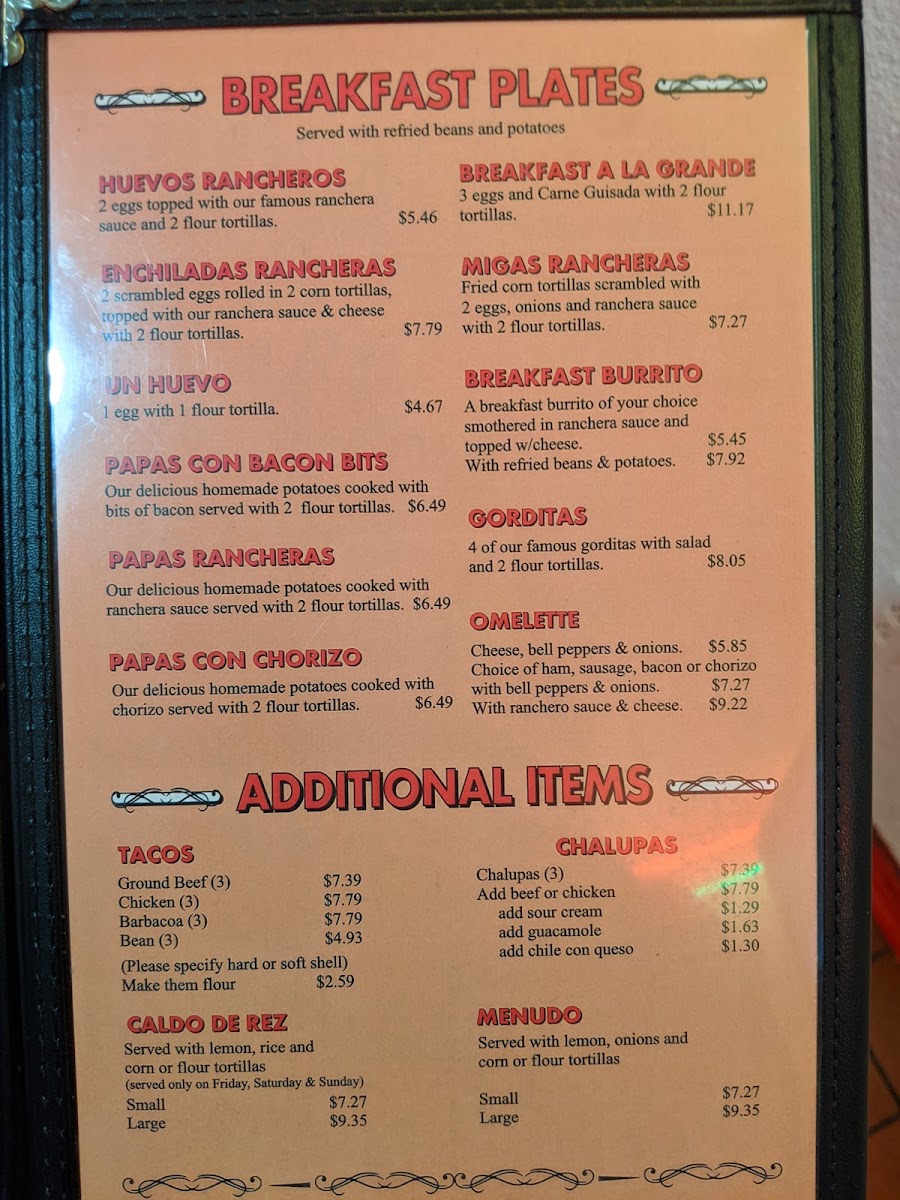 BREAKFAST PLATES
Served with refried beans and potatoes
HUEVOS RANCHEROS
2 eggs topped with our famous ranchera
sauce and 2 flour tortillas. $5.46
ENCHILADAS RANCHERAS
2 scrambled eggs rolled in 2 corn tortillas,
topped with our ranchera sauce & cheese
with 2 flour tortillas. $7.79
UN HUEVO
1 egg with 1 flour tortilla. $4.67
PAPAS CON BACON BITS
Our delicious homemade potatoes cooked with
bits of bacon served with 2 flour tortillas. $6.49
PAPAS RANCHERAS
Our delicious homemade potatoes cooked with
ranchera sauce served with 2 flour tortillas. $6.49
PAPAS CON CHORIZO
Our delicious homemade potatoes cooked with
chorizo served with 2 flour tortillas. $6.49
BREAKFAST A LA GRANDE
3 eggs and Carne Guisada with 2 flour
tortillas. $11.17
MIGAS RANCHERAS
Fried corn tortillas scrambled with
2 eggs, onions and ranchera sauce
with 2 flour tortillas. $7.27
BREAKFAST BURRITO
A breakfast burrito of your choice
smothered in ranchera sauce and
topped w/cheese. $5.45
With refried beans & potatoes. $7.92
GORDITAS
4 of our famous gorditas with salad
and 2 flour tortillas. $8.05
OMELETTE
Cheese, bell peppers & onions. $5.85
Choice of ham, sausage, bacon or chorizo
with bell peppers & onions. $7.27
With ranchero sauce & cheese. $9.22
ADDITIONAL ITEMS
TACOS
Ground Beef (3) $7.39
Chicken (3) $7.79
Barbacoa (3) $7.79
Bean (3) $4.93
(Please specify hard or soft shell)
Make them flour $2.59
CALDO DE REZ
Served with lemon, rice and
corn or flour tortillas
(served only on Friday, Saturday & Sunday)
Small $7.27
Large $9.35
CHALUPAS
Chalupas (3) $7.39
Add beef or chicken $7.79
add sour cream $1.29
add guacamole $1.63
add chile con queso $1.30
MENUDO
Served with lemon, onions and
corn or flour tortillas
Small $7.27
Large $9.35